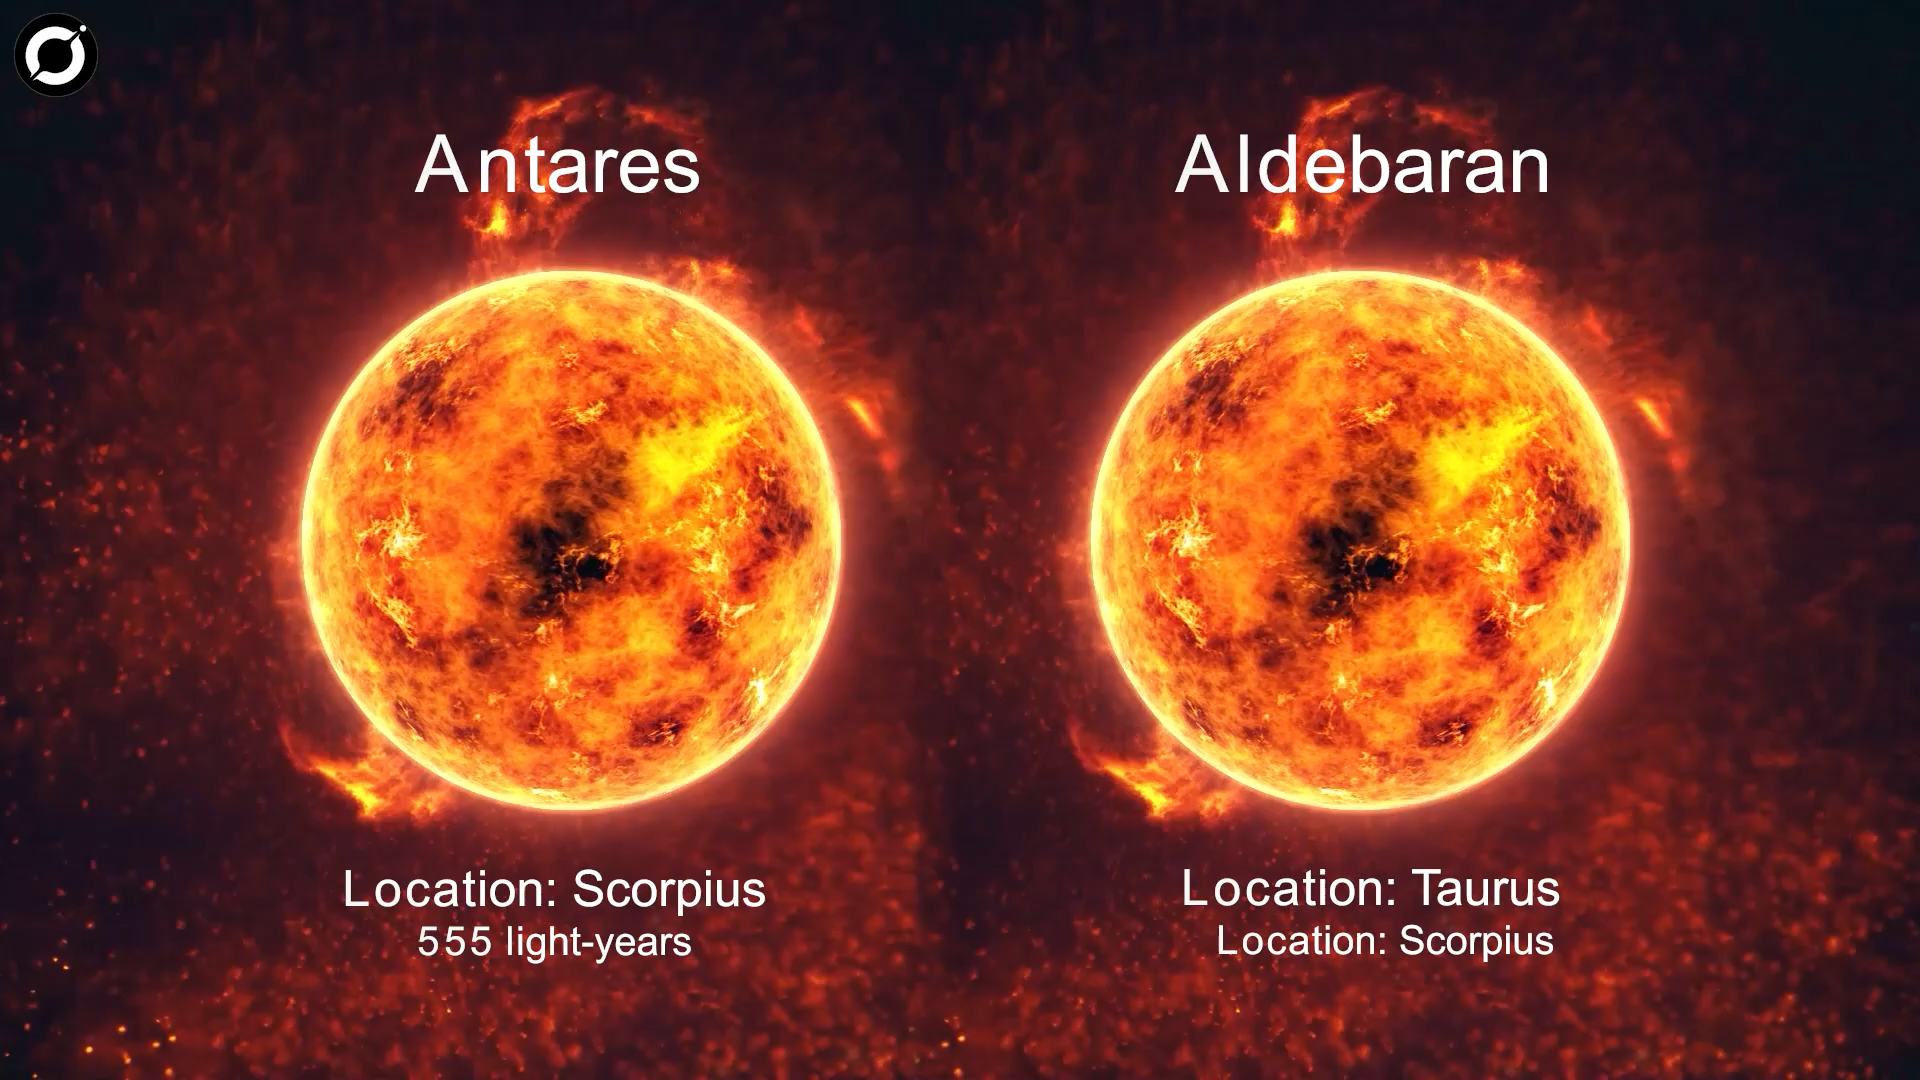 Antares
Aldebaran
Location: Scorpius
555 light-years
Location: Taurus
Location: Scorpius